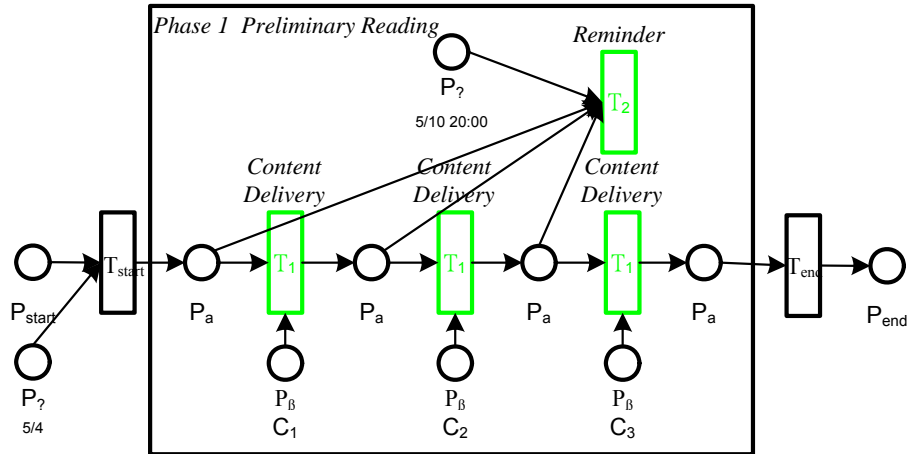 Phase 1 Preliminary Reading
Reminder
P?
T2
5/10 20:00
Content Delivery
Content Delivery
Content Delivery
Tstart
T1
T1
T1
Tend
Pstart
Pa
Pa
Pa
Pa
Pend
P?
5/4
Pß
Pß
Pß
C1
C2
C3